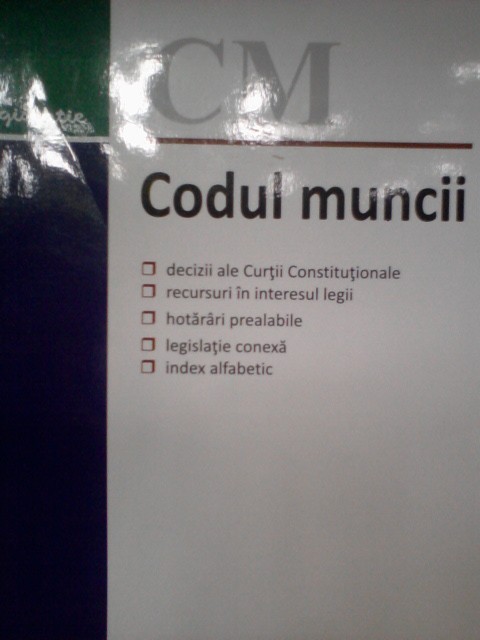 CM
Codul muncii
❐ decizii ale Curţii Constituţionale
❐ recursuri în interesul legii
❐ hotărâri prealabile
❐ legislaţie conexă
❐ index alfabetic